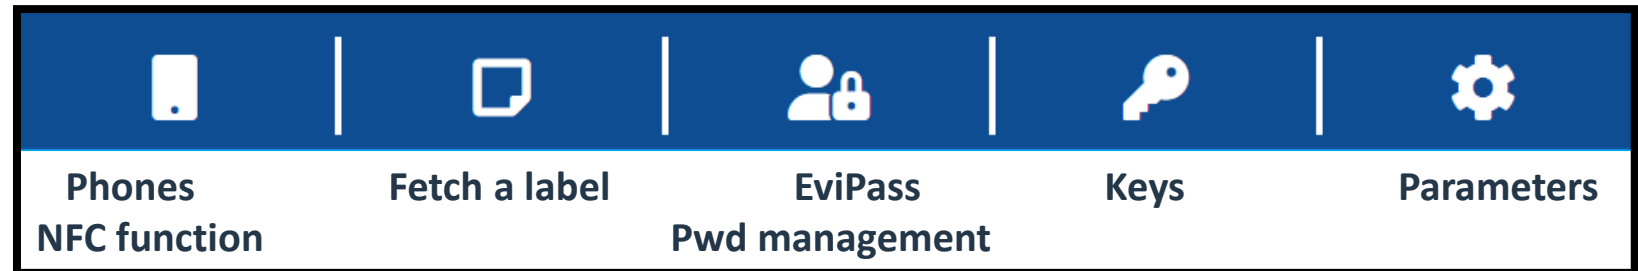 Phones Fetch a label EviPass Keys Parameters
NFC function Pwd management